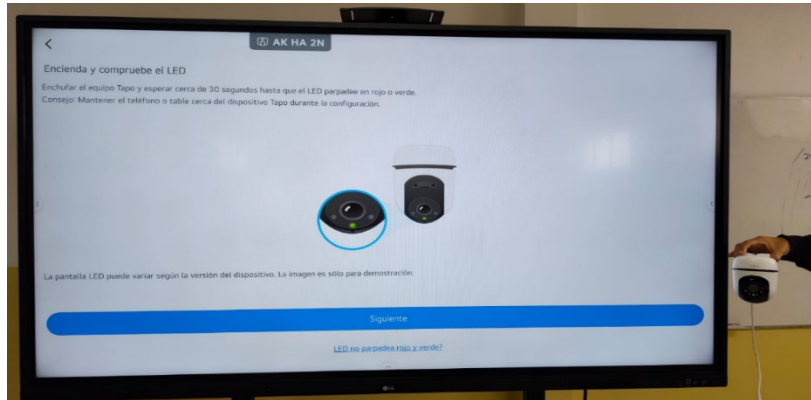 AK HA 2N
Encienda y compruebe el LED
Enchufar el equipo Tapo y esperar cerca de 30 segundos hasta que el LED parpadee en rojo o verde.
Consejo: Mantener el teléfono o table cerca del dispositivo Tapo durante la configuración.
La pantalla LED puede variar según la versión del dispositivo. La imagen es sólo para demostración.
Siguiente
LED no parpadea rojo y verde?
LG